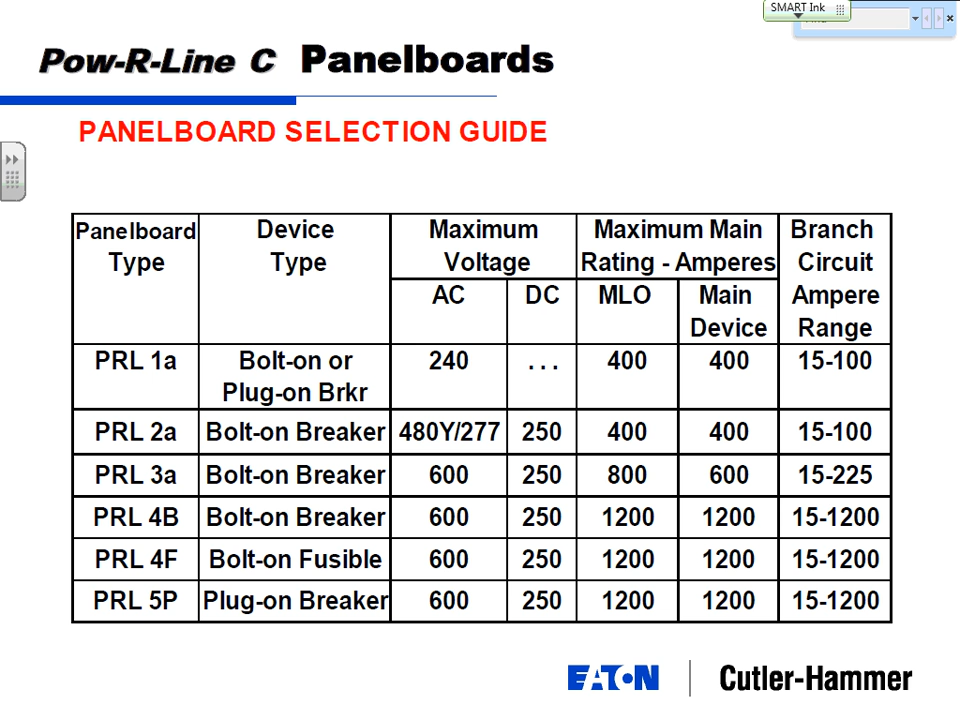 SMART Ink
Pow-R-Line C Panelboards
PANELBOARD SELECTION GUIDE
Panelboard Type Device Type Maximum Voltage Maximum Main Rating - Amperes Branch Circuit Ampere Range
AC DC MLO Main Device
PRL 1a Bolt-on or Plug-on Brkr 240 . . . 400 400 15-100
PRL 2a Bolt-on Breaker 480Y/277 250 400 400 15-100
PRL 3a Bolt-on Breaker 600 250 800 600 15-225
PRL 4B Bolt-on Breaker 600 250 1200 1200 15-1200
PRL 4F Bolt-on Fusible 600 250 1200 1200 15-1200
PRL 5P Plug-on Breaker 600 250 1200 1200 15-1200
EATON Cutler-Hammer